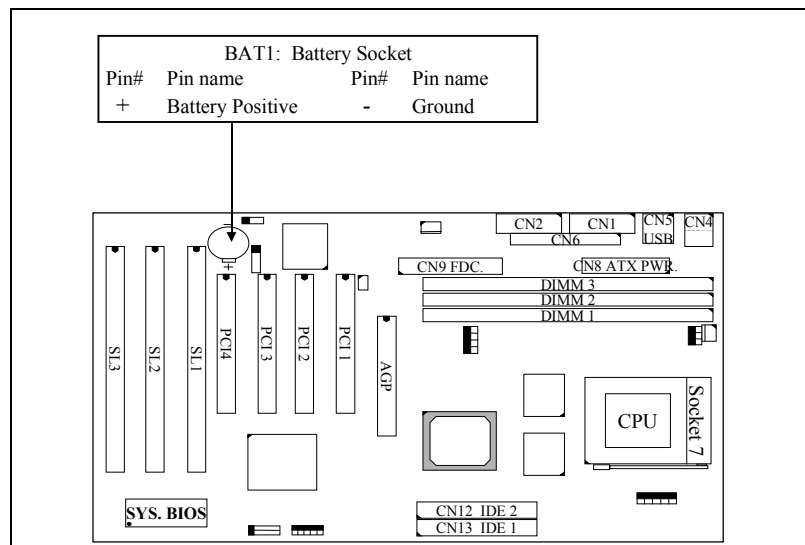 BAT1: Battery Socket
Pin# Pin name Pin# Pin name
+ Battery Positive - Ground
-
CN2 CN1 CN5 CN4
CN6 USB
+
CN9 FDC. CN8 ATX PWR.
DIMM 3
DIMM 2
DIMM 1
SL3
SL2
SL1
PCI4
PCI 3
PCI 2
PCI 1
AGP
CPU
Socket 7
SYS. BIOS
CN12 IDE 2
CN13 IDE 1